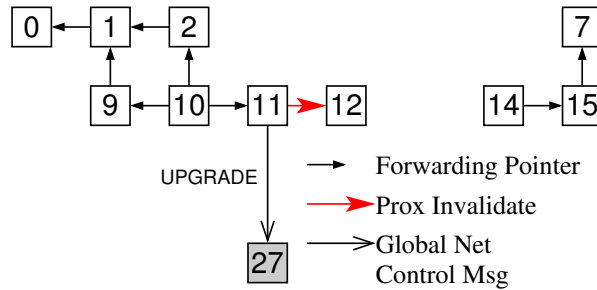 0 1 2 7
9 10 11 12 14 15
UPGRADE
27
Forwarding Pointer
Prox Invalidate
Global Net
Control Msg